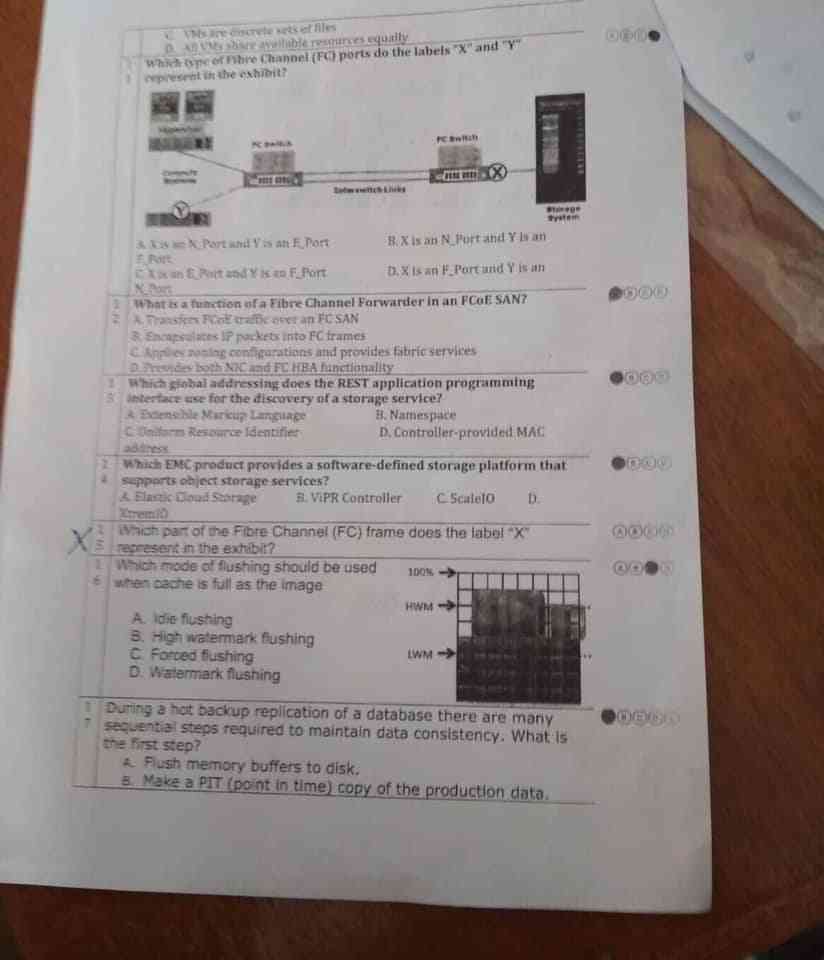 C. VMs are discrete sets of files
D. All VMs share available resources equally
Which type of Fibre Channel (FC) ports do the labels "X" and "Y"
represent in the exhibit?
FC Switch
FC Switch
X
Compute
Systems
Interswitch Links
Y
Storage
System
A. X is an N_Port and Y is an E_Port
B. X is an N_Port and Y is an
F_Port
C. X is an E_Port and Y is an F_Port
D. X is an F_Port and Y is an
N_Port
1 What is a function of a Fibre Channel Forwarder in an FCoE SAN?
2 A. Transfers FCoE traffic over an FC SAN
B. Encapsulates IP packets into FC frames
C. Applies zoning configurations and provides fabric services
D. Provides both NIC and FC HBA functionality
1 Which global addressing does the REST application programming
3 interface use for the discovery of a storage service?
A. Extensible Markup Language B. Namespace
C. Uniform Resource Identifier D. Controller-provided MAC
address
1 Which EMC product provides a software-defined storage platform that
4 supports object storage services?
A. Elastic Cloud Storage B. ViPR Controller C. ScaleIO D.
XtremIO
X
1 Which part of the Fibre Channel (FC) frame does the label "X"
5 represent in the exhibit?
1 Which mode of flushing should be used
6 when cache is full as the image
100%
HWM
LWM
A. Idle flushing
B. High watermark flushing
C. Forced flushing
D. Watermark flushing
1 During a hot backup replication of a database there are many
7 sequential steps required to maintain data consistency. What is
the first step?
A. Flush memory buffers to disk.
B. Make a PIT (point in time) copy of the production data.